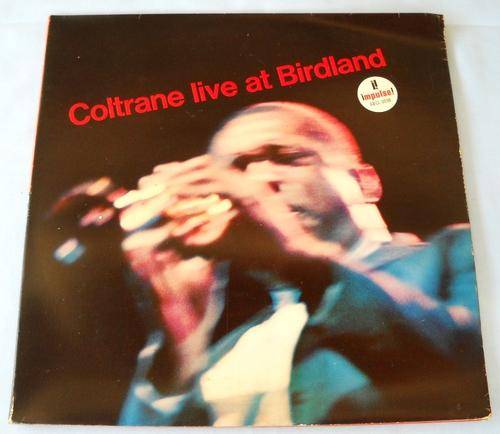 Coltrane live at Birdland
i!
impulse!